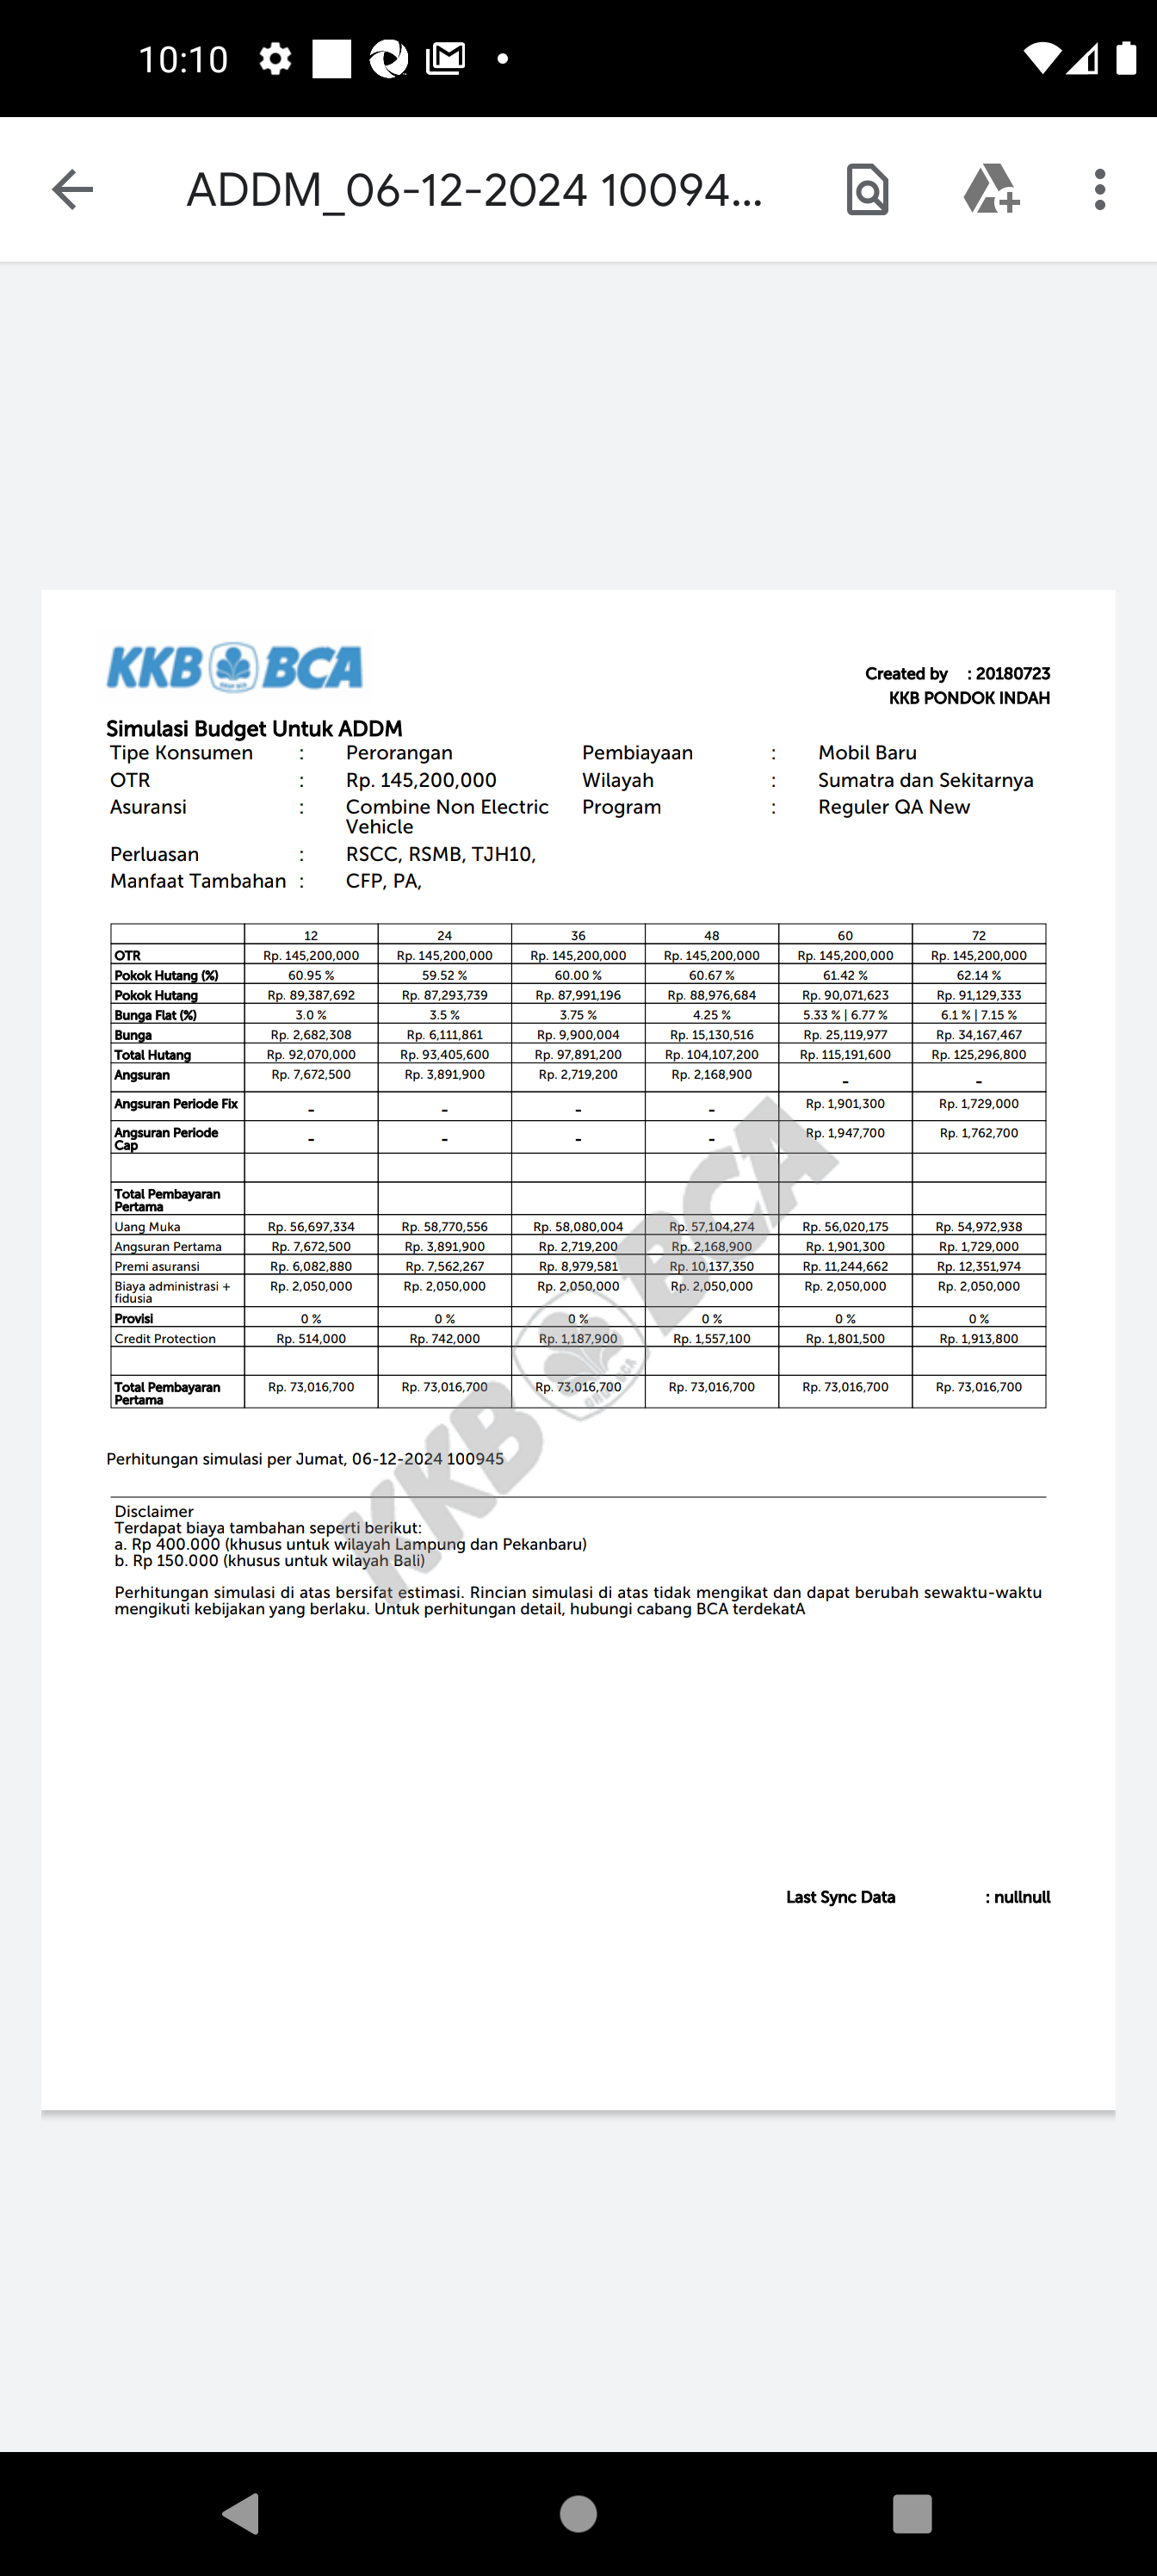 10:10
ADDM_06-12-2024 10094...
KKB BCA
Created by : 20180723
KKB PONDOK INDAH
Simulasi Budget Untuk ADDM
Tipe Konsumen : Perorangan Pembiayaan : Mobil Baru
OTR : Rp. 145,200,000 Wilayah : Sumatra dan Sekitarnya
Asuransi : Combine Non Electric Program : Reguler QA New
Vehicle
Perluasan : RSCC, RSMB, TJH10,
Manfaat Tambahan : CFP, PA,
12 24 36 48 60 72
OTR Rp. 145,200,000 Rp. 145,200,000 Rp. 145,200,000 Rp. 145,200,000 Rp. 145,200,000 Rp. 145,200,000
Pokok Hutang (%) 60.95 % 59.52 % 60.00 % 60.67 % 61.42 % 62.14 %
Pokok Hutang Rp. 89,387,692 Rp. 87,293,739 Rp. 87,991,196 Rp. 88,976,684 Rp. 90,071,623 Rp. 91,129,333
Bunga Flat (%) 3.0 % 3.5 % 3.75 % 4.25 % 5.33 % | 6.77 % 6.1 % | 7.15 %
Bunga Rp. 2,682,308 Rp. 6,111,861 Rp. 9,900,004 Rp. 15,130,516 Rp. 25,119,977 Rp. 34,167,467
Total Hutang Rp. 92,070,000 Rp. 93,405,600 Rp. 97,891,200 Rp. 104,107,200 Rp. 115,191,600 Rp. 125,296,800
Angsuran Rp. 7,672,500 Rp. 3,891,900 Rp. 2,719,200 Rp. 2,168,900 - -
Angsuran Periode Fix - - - - Rp. 1,901,300 Rp. 1,729,000
Angsuran Periode - - - - Rp. 1,947,700 Rp. 1,762,700
Cap
Total Pembayaran
Pertama
Uang Muka Rp. 56,697,334 Rp. 58,770,556 Rp. 58,080,004 Rp. 57,104,274 Rp. 56,020,175 Rp. 54,972,938
Angsuran Pertama Rp. 7,672,500 Rp. 3,891,900 Rp. 2,719,200 Rp. 2,168,900 Rp. 1,901,300 Rp. 1,729,000
Premi asuransi Rp. 6,082,880 Rp. 7,562,267 Rp. 8,979,581 Rp. 10,137,350 Rp. 11,244,662 Rp. 12,351,974
Biaya administrasi + Rp. 2,050,000 Rp. 2,050,000 Rp. 2,050,000 Rp. 2,050,000 Rp. 2,050,000 Rp. 2,050,000
fidusia
Provisi 0 % 0 % 0 % 0 % 0 % 0 %
Credit Protection Rp. 514,000 Rp. 742,000 Rp. 1,187,900 Rp. 1,557,100 Rp. 1,801,500 Rp. 1,913,800
Total Pembayaran Rp. 73,016,700 Rp. 73,016,700 Rp. 73,016,700 Rp. 73,016,700 Rp. 73,016,700 Rp. 73,016,700
Pertama
KKB BCA
Perhitungan simulasi per Jumat, 06-12-2024 100945
Disclaimer
Terdapat biaya tambahan seperti berikut:
a. Rp 400.000 (khusus untuk wilayah Lampung dan Pekanbaru)
b. Rp 150.000 (khusus untuk wilayah Bali)
Perhitungan simulasi di atas bersifat estimasi. Rincian simulasi di atas tidak mengikat dan dapat berubah sewaktu-waktu
mengikuti kebijakan yang berlaku. Untuk perhitungan detail, hubungi cabang BCA terdekatA
Last Sync Data : nullnull